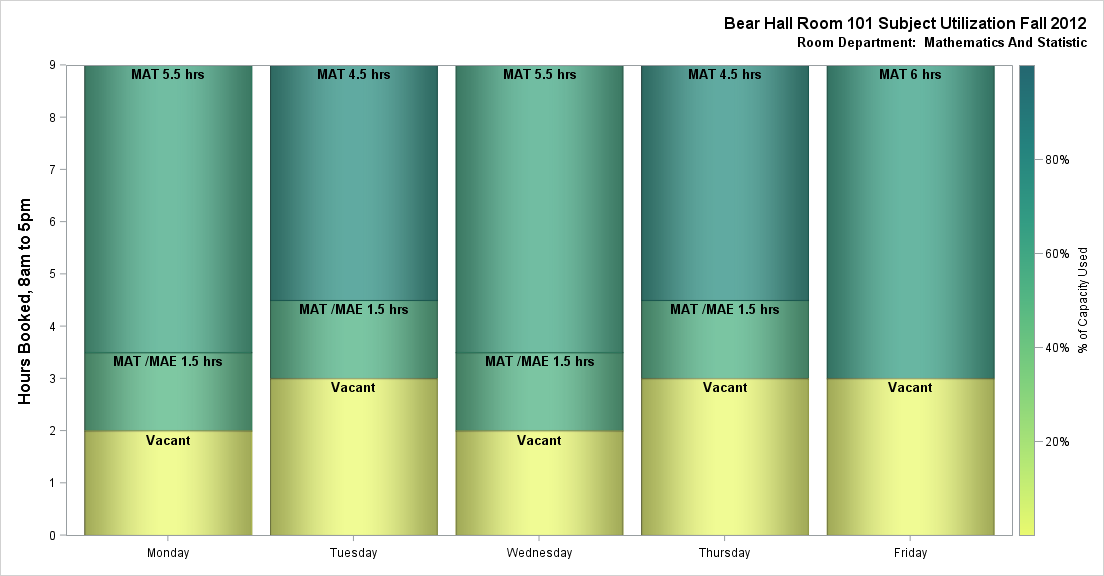 Bear Hall Room 101 Subject Utilization Fall 2012
Room Department:  Mathematics And Statistic
Hours Booked, 8am to 5pm
9
8
7
6
5
4
3
2
1
0
MAT 5.5 hrs
MAT /MAE 1.5 hrs
Vacant
MAT 4.5 hrs
MAT /MAE 1.5 hrs
Vacant
MAT 5.5 hrs
MAT /MAE 1.5 hrs
Vacant
MAT 4.5 hrs
MAT /MAE 1.5 hrs
Vacant
MAT 6 hrs
Vacant
Monday
Tuesday
Wednesday
Thursday
Friday
80%
60%
40%
20%
% of Capacity Used